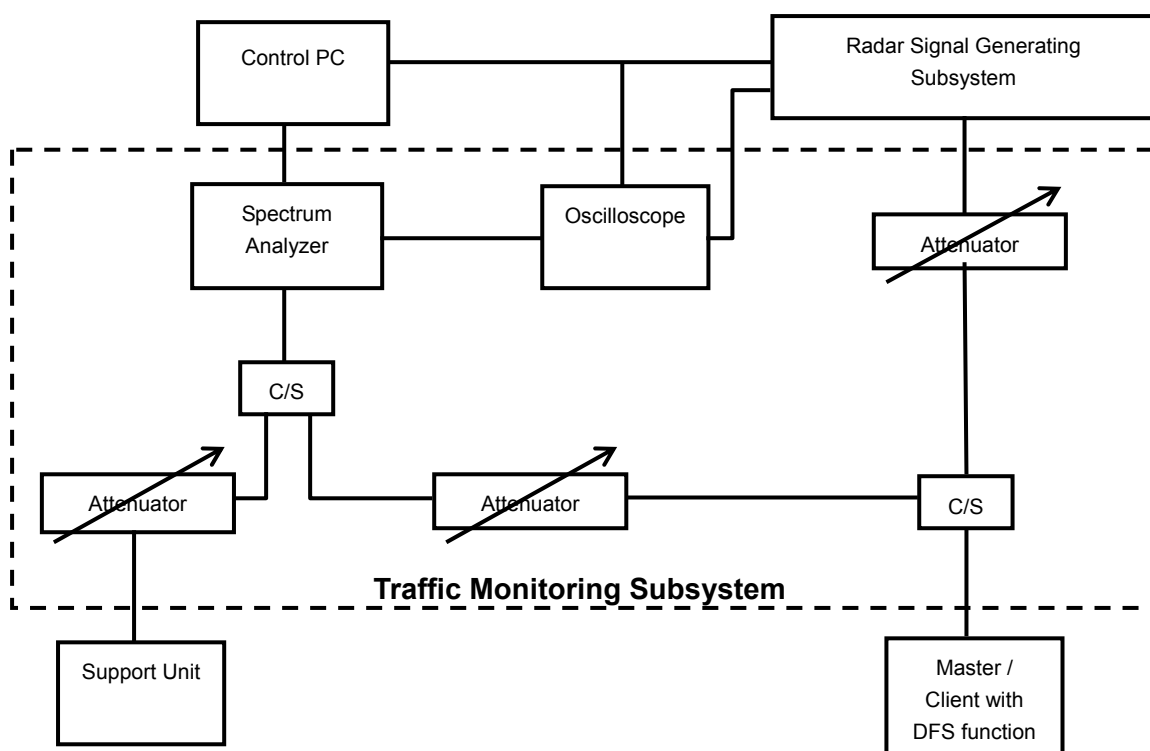 Control PC
Radar Signal Generating
Subsystem
Spectrum
Analyzer
Oscilloscope
Attenuator
C/S
Attenuator
Attenuator
C/S
Traffic Monitoring Subsystem
Support Unit
Master /
Client with
DFS function